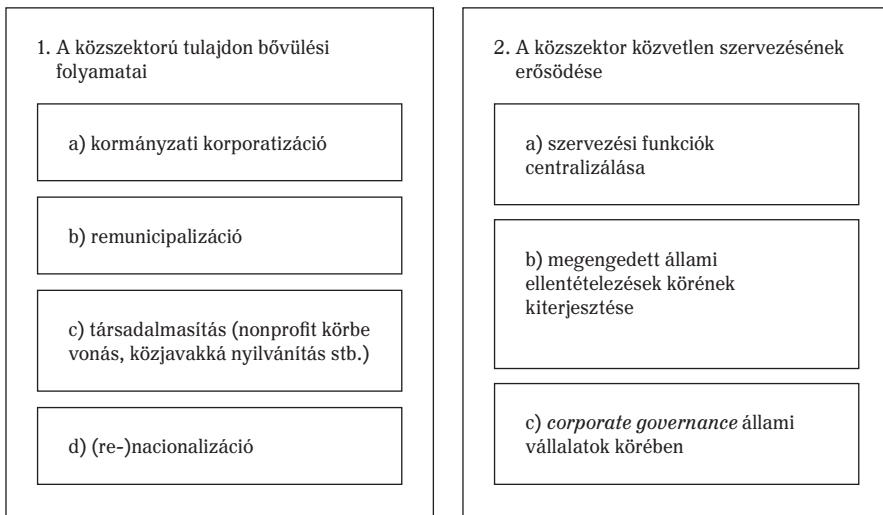 1. A közszektorú tulajdon bővülési
folyamatai
a) kormányzati korporatizáció
b) remunicipalizáció
c) társadalmasítás (nonprofit körbe
vonás, közjavakká nyilvánítás stb.)
d) (re-)nacionalizáció
2. A közszektor közvetlen szervezésének
erősödése
a) szervezési funkciók
centralizálása
b) megengedett állami
ellentételezések körének
kiterjesztése
c) corporate governance állami
vállalatok körében